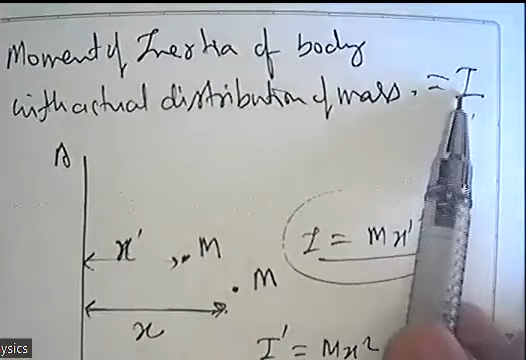 Moment of Inertia of body
with actual distribution of mass. = I
A
x' M
I = Mx'
M
x
I' = Mx²
ysics